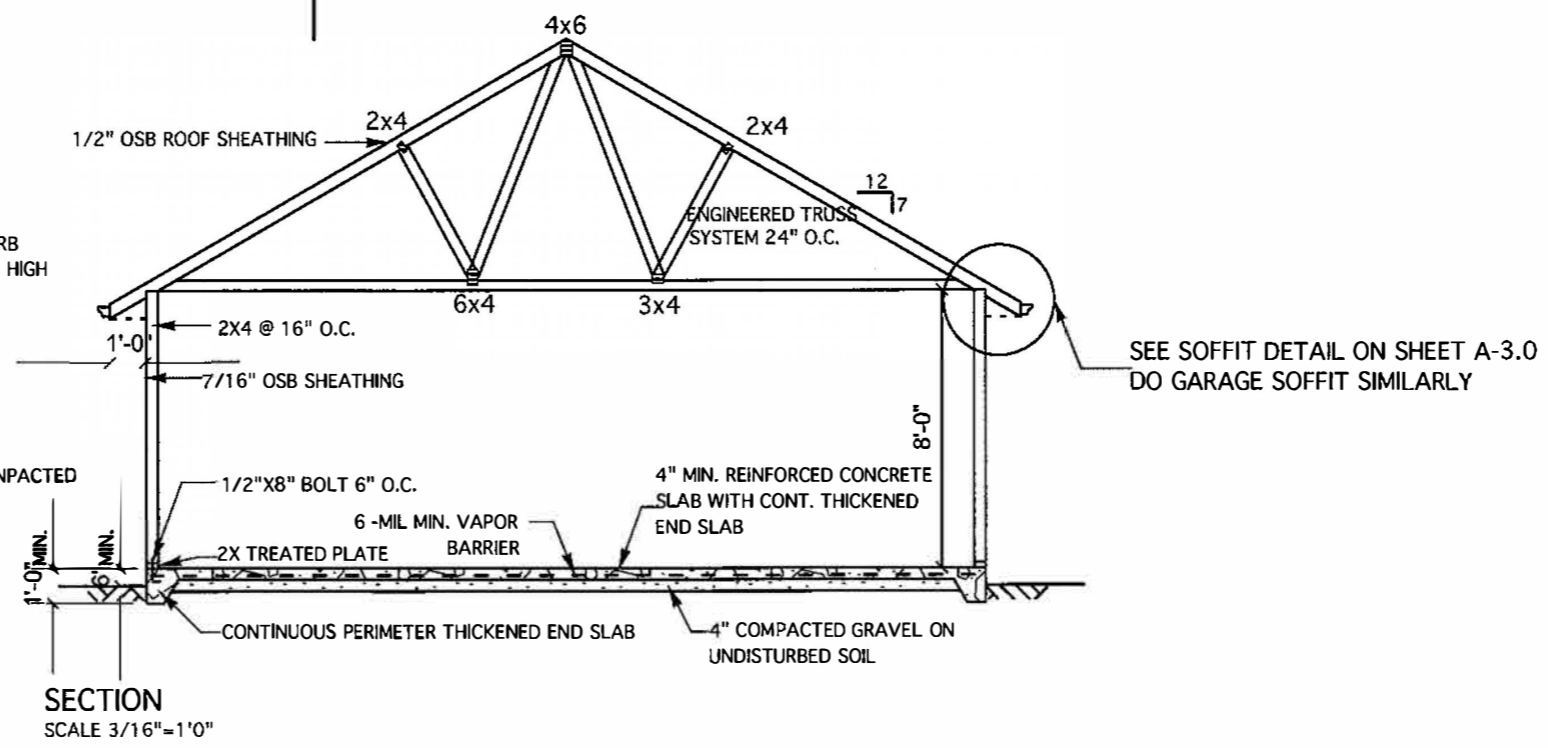 4x6
2x4
2x4
1/2" OSB ROOF SHEATHING
12
7
ENGINEERED TRUSS
SYSTEM 24" O.C.
RB
HIGH
6x4
3x4
2X4 @ 16" O.C.
1'-0"
7/16" OSB SHEATHING
SEE SOFFIT DETAIL ON SHEET A-3.0
DO GARAGE SOFFIT SIMILARLY
8'-0"
NPACTED
1/2"X8" BOLT 6" O.C.
4" MIN. REINFORCED CONCRETE
SLAB WITH CONT. THICKENED
END SLAB
6 -MIL MIN. VAPOR
BARRIER
2X TREATED PLATE
1'-0" MIN.
6" MIN.
CONTINUOUS PERIMETER THICKENED END SLAB
4" COMPACTED GRAVEL ON
UNDISTURBED SOIL
SECTION
SCALE 3/16"=1'0"